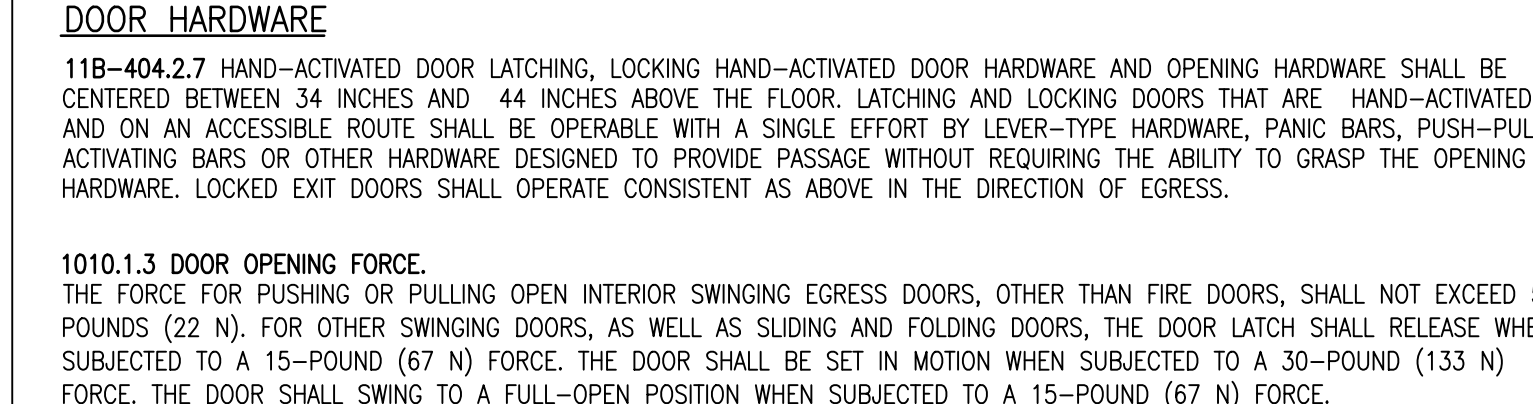 DOOR HARDWARE
11B-404.2.7 HAND-ACTIVATED DOOR LATCHING, LOCKING HAND-ACTIVATED DOOR HARDWARE AND OPENING HARDWARE SHALL BE
CENTERED BETWEEN 34 INCHES AND 44 INCHES ABOVE THE FLOOR. LATCHING AND LOCKING DOORS THAT ARE HAND-ACTIVATED
AND ON AN ACCESSIBLE ROUTE SHALL BE OPERABLE WITH A SINGLE EFFORT BY LEVER-TYPE HARDWARE, PANIC BARS, PUSH-PUL
ACTIVATING BARS OR OTHER HARDWARE DESIGNED TO PROVIDE PASSAGE WITHOUT REQUIRING THE ABILITY TO GRASP THE OPENING
HARDWARE. LOCKED EXIT DOORS SHALL OPERATE CONSISTENT AS ABOVE IN THE DIRECTION OF EGRESS.
1010.1.3 DOOR OPENING FORCE.
THE FORCE FOR PUSHING OR PULLING OPEN INTERIOR SWINGING EGRESS DOORS, OTHER THAN FIRE DOORS, SHALL NOT EXCEED
POUNDS (22 N). FOR OTHER SWINGING DOORS, AS WELL AS SLIDING AND FOLDING DOORS, THE DOOR LATCH SHALL RELEASE WHE
SUBJECTED TO A 15-POUND (67 N) FORCE. THE DOOR SHALL BE SET IN MOTION WHEN SUBJECTED TO A 30-POUND (133 N)
FORCE. THE DOOR SHALL SWING TO A FULL-OPEN POSITION WHEN SUBJECTED TO A 15-POUND (67 N) FORCE.